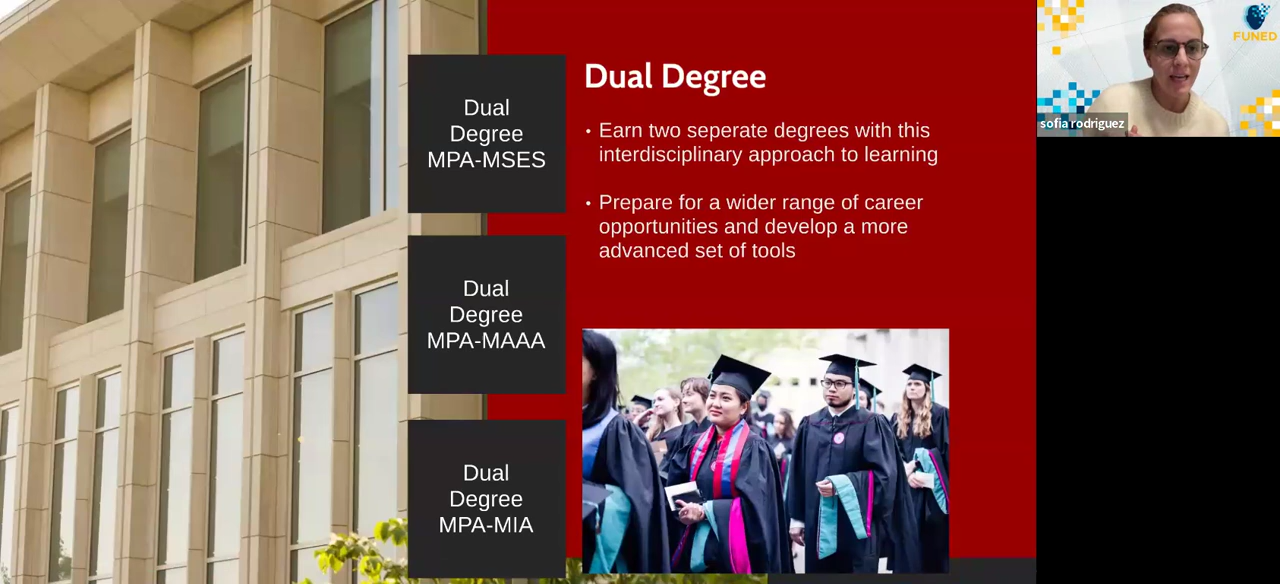 Dual
Degree
MPA-MSES
Dual
Degree
MPA-MAAA
Dual
Degree
MPA-MIA
Dual Degree
• Earn two seperate degrees with this
interdisciplinary approach to learning
• Prepare for a wider range of career
opportunities and develop a more
advanced set of tools
FUNED
sofia rodriguez